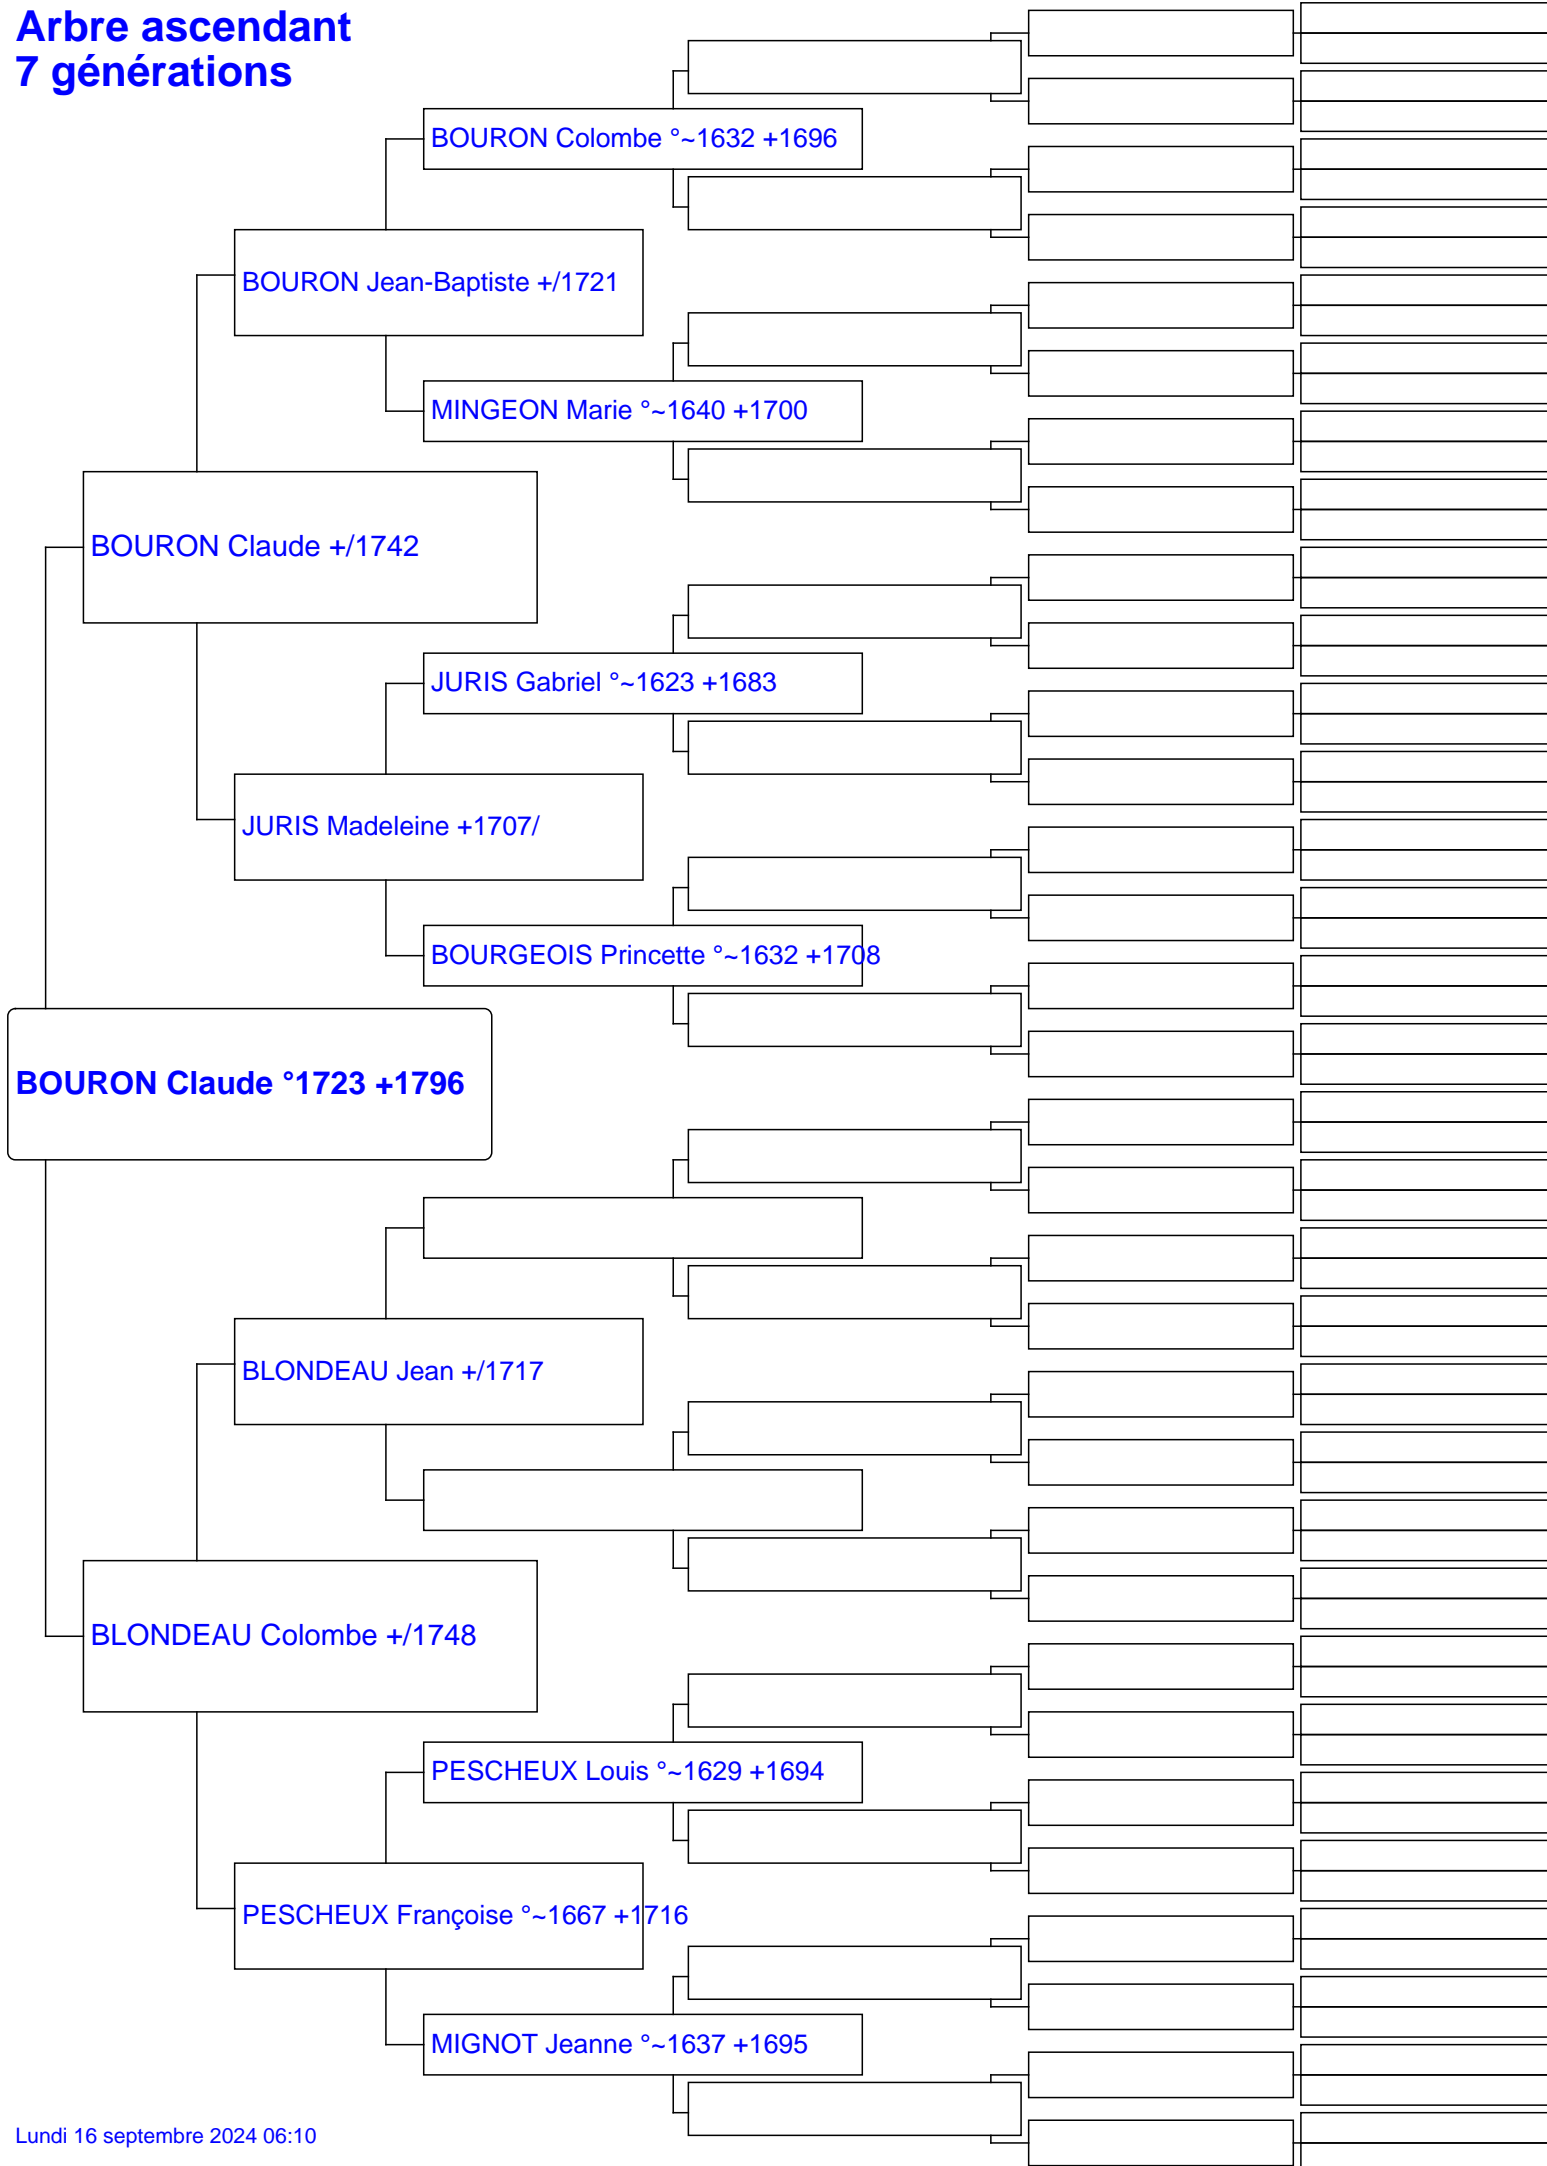 Arbre ascendant
7 générations
BOURON Colombe °~1632 +1696
BOURON Jean-Baptiste +/1721
MINGEON Marie °~1640 +1700
BOURON Claude +/1742
JURIS Gabriel °~1623 +1683
JURIS Madeleine +1707/
BOURGEOIS Princette °~1632 +1708
BOURON Claude °1723 +1796
BLONDEAU Jean +/1717
BLONDEAU Colombe +/1748
PESCHEUX Louis °~1629 +1694
PESCHEUX Françoise °~1667 +1716
MIGNOT Jeanne °~1637 +1695
Lundi 16 septembre 2024 06:10